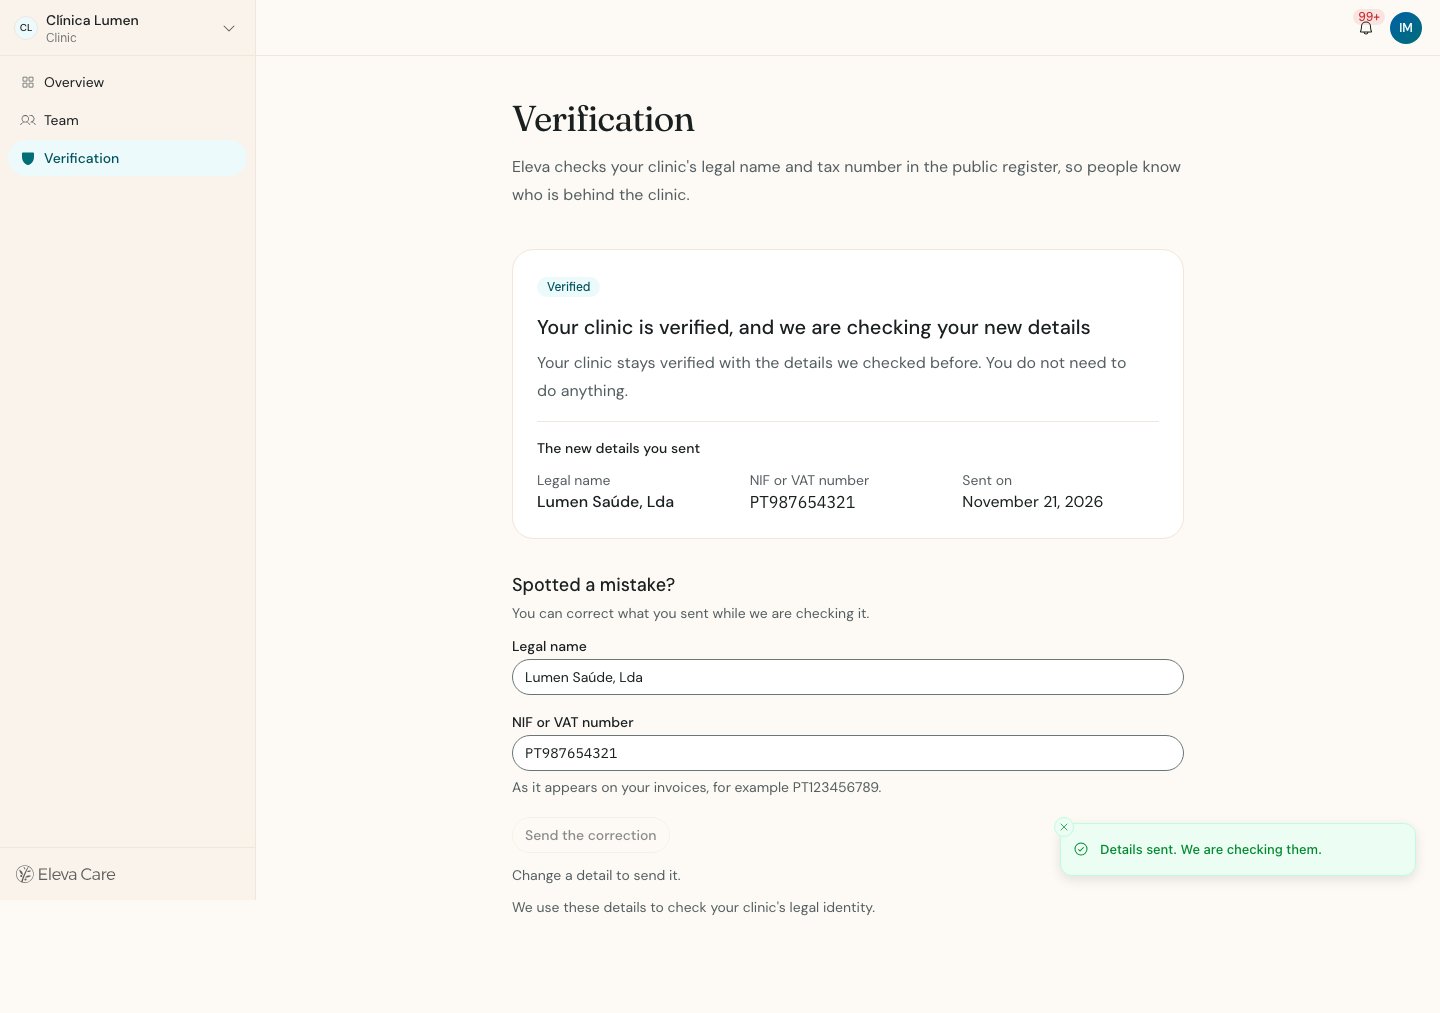 CL
Clínica Lumen
Clinic
99+
IM
Overview
Team
Verification
Verification
Eleva checks your clinic's legal name and tax number in the public register, so people know
who is behind the clinic.
Verified
Your clinic is verified, and we are checking your new details
Your clinic stays verified with the details we checked before. You do not need to
do anything.
The new details you sent
Legal name
Lumen Saúde, Lda
NIF or VAT number
PT987654321
Sent on
November 21, 2026
Spotted a mistake?
You can correct what you sent while we are checking it.
Legal name
Lumen Saúde, Lda
NIF or VAT number
PT987654321
As it appears on your invoices, for example PT123456789.
Send the correction
Change a detail to send it.
We use these details to check your clinic's legal identity.
Details sent. We are checking them.
Eleva Care